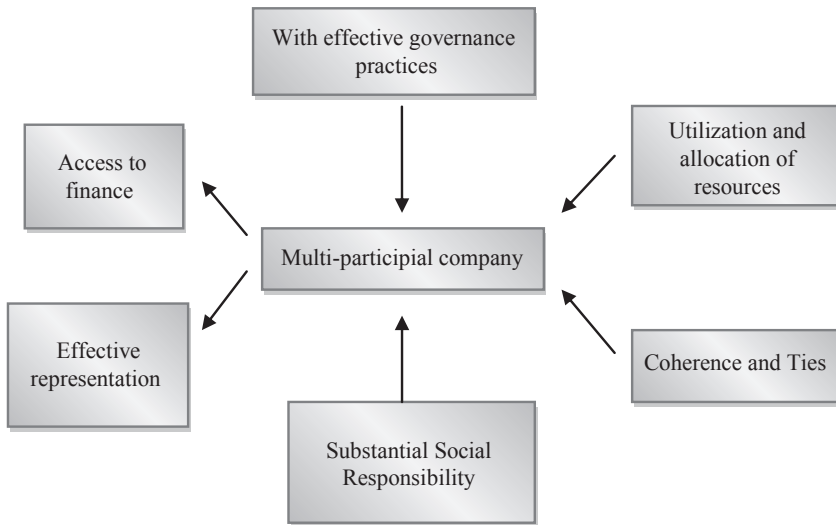 With effective governance
practices
Access to
finance
Utilization and
allocation of
resources
Multi-participial company
Effective
representation
Coherence and Ties
Substantial Social
Responsibility